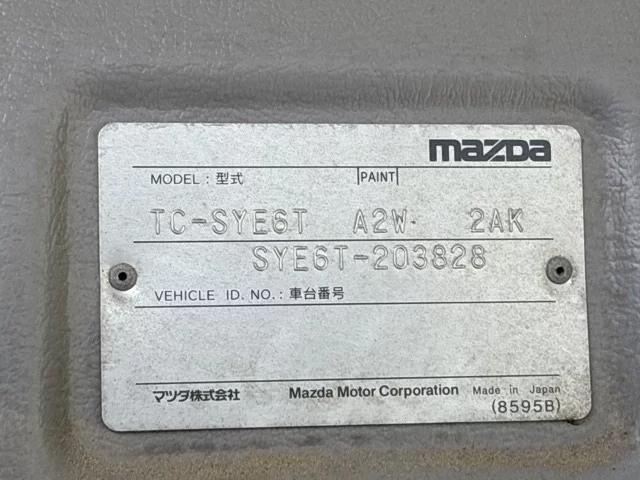 mazda
MODEL : 型式 |PAINT|
TC-SYE6T A2W 2AK
SYE6T-203828
VEHICLE ID. NO. : 車台番号
マツダ株式会社 Mazda Motor Corporation Made in Japan
(8595B)